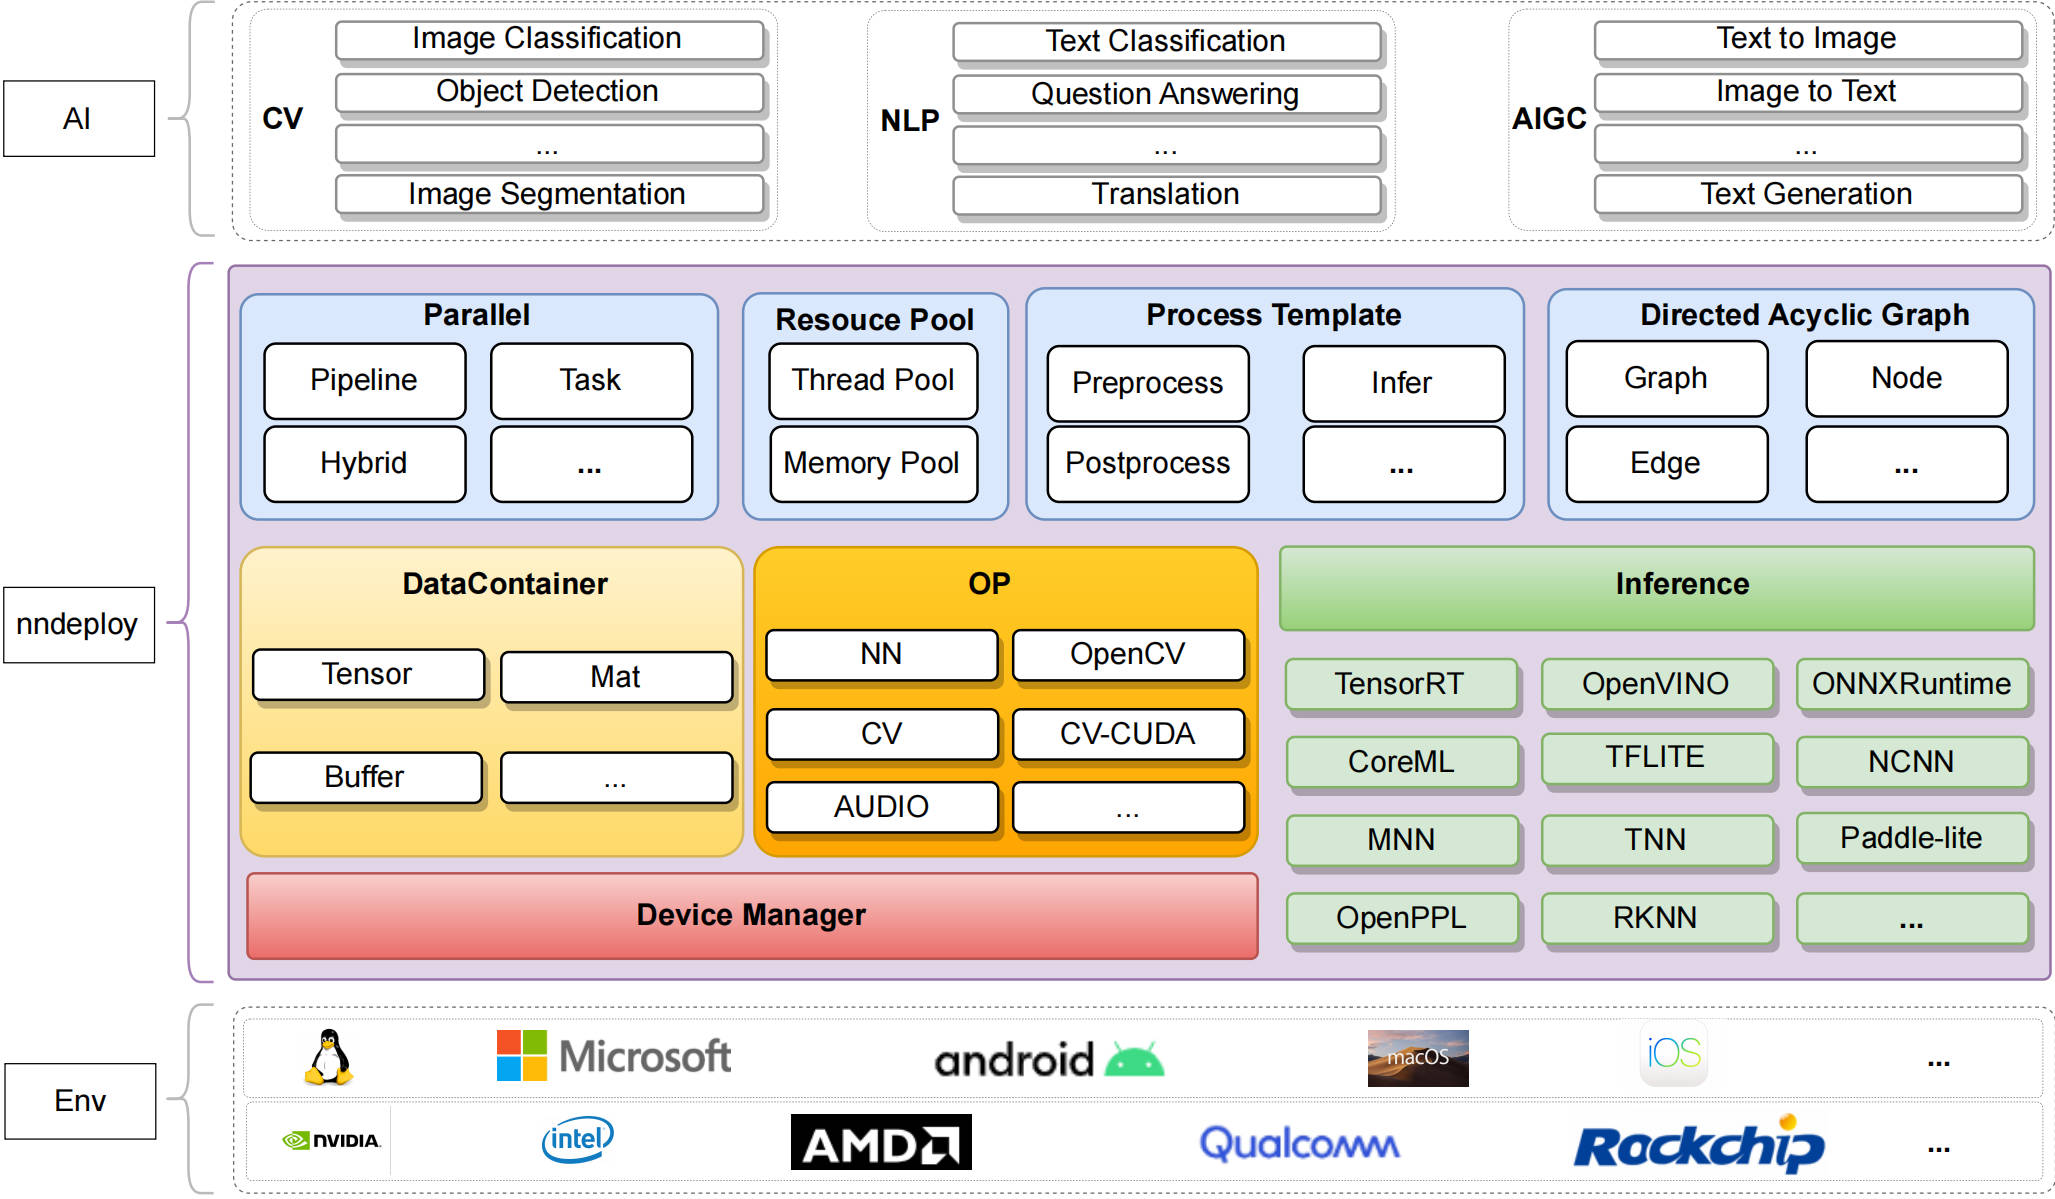 AI
CV
Image Classification
Object Detection
...
Image Segmentation
NLP
Text Classification
Question Answering
...
Translation
AIGC
Text to Image
Image to Text
...
Text Generation
nndeploy
Parallel
Pipeline
Task
Hybrid
...
Resouce Pool
Thread Pool
Memory Pool
Process Template
Preprocess
Infer
Postprocess
...
Directed Acyclic Graph
Graph
Node
Edge
...
DataContainer
Tensor
Mat
Buffer
...
OP
NN
OpenCV
CV
CV-CUDA
AUDIO
...
Device Manager
Inference
TensorRT
OpenVINO
ONNXRuntime
CoreML
TFLITE
NCNN
MNN
TNN
Paddle-lite
OpenPPL
RKNN
...
Env
Microsoft
android
macOS
iOS
...
NVIDIA.
intel
AMD
Qualcomm
Rockchip
...